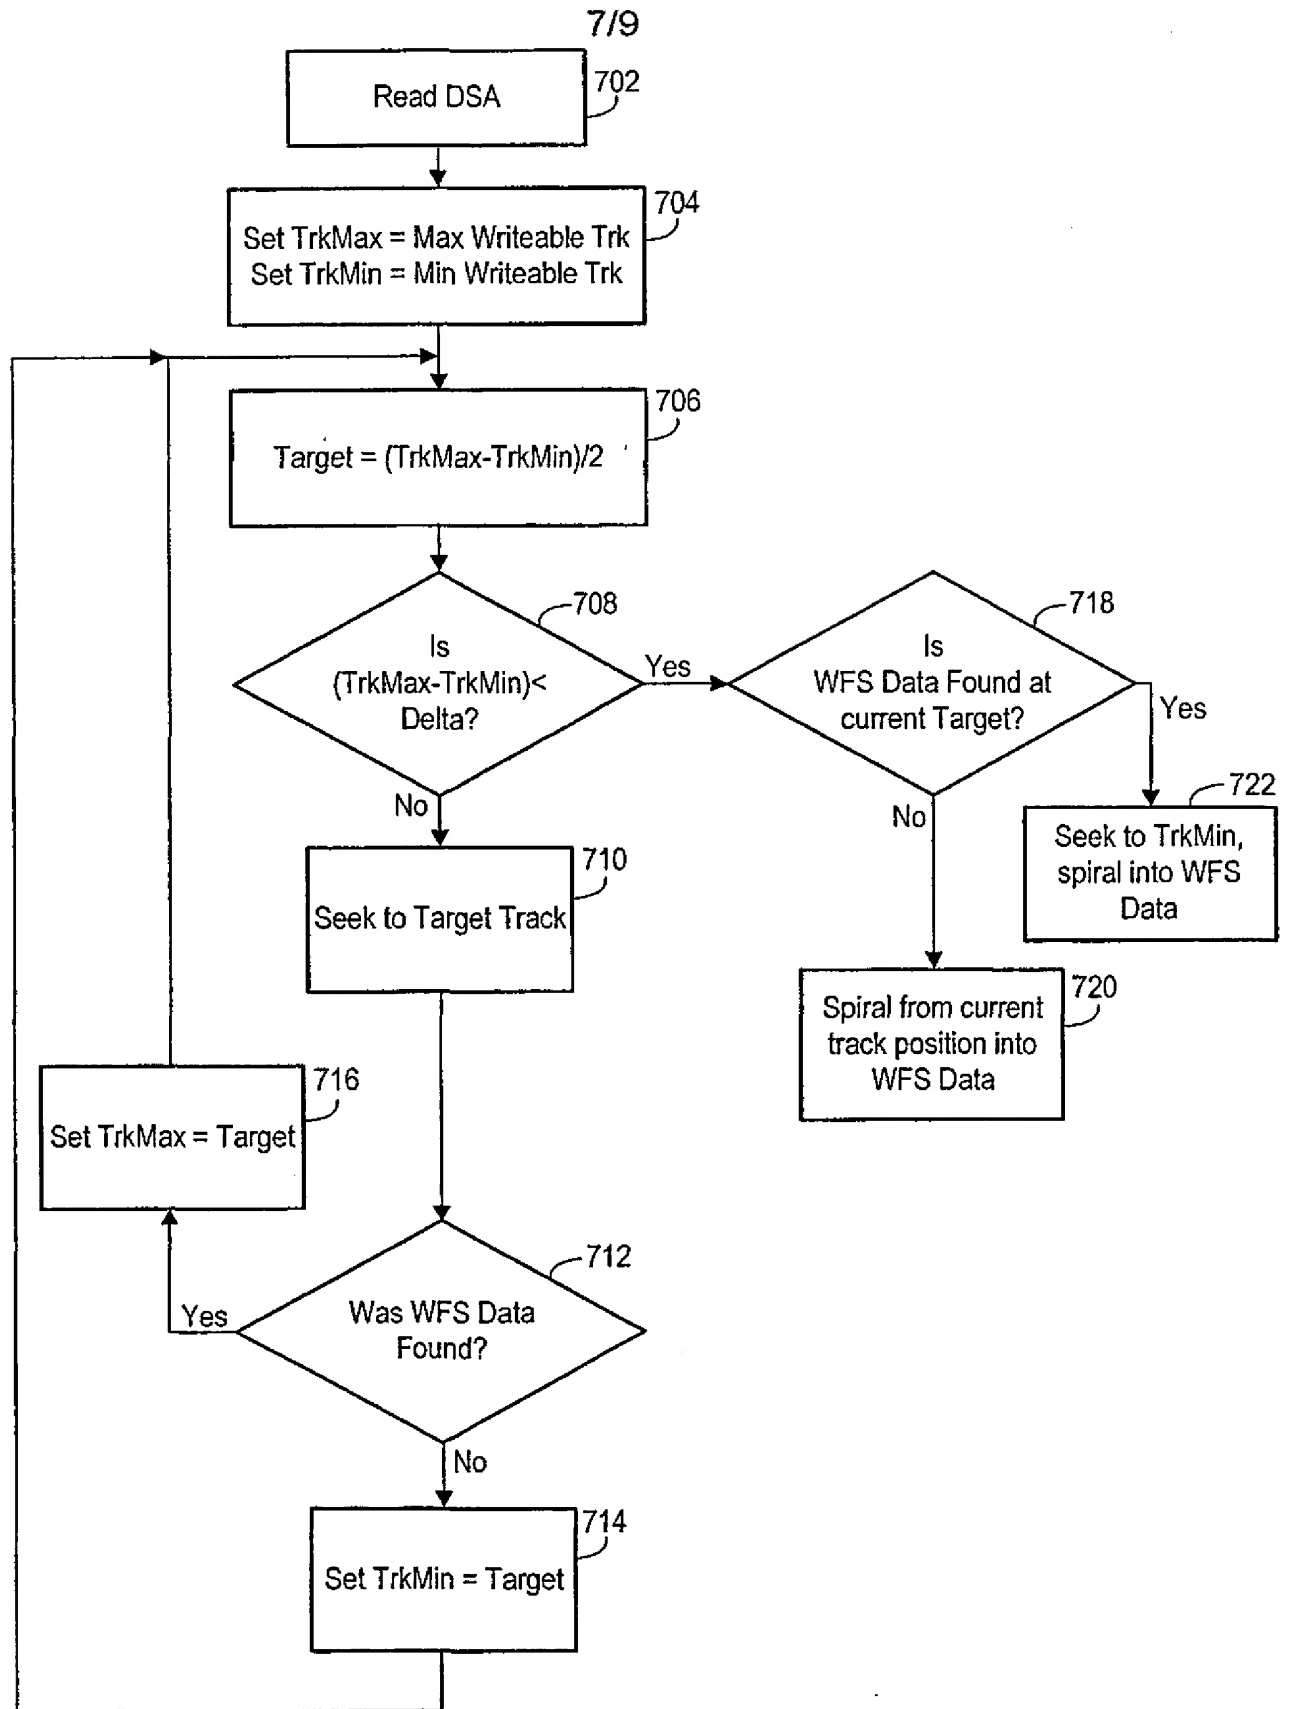 7/9
Read DSA
702
704
Set TrkMax = Max Writeable Trk
Set TrkMin = Min Writeable Trk
706
Target = (TrkMax-TrkMin)/2
708
Is
(TrkMax-TrkMin)<
Delta?
Yes
No
718
Is
WFS Data Found at
current Target?
Yes
No
722
Seek to TrkMin,
spiral into WFS
Data
710
Seek to Target Track
720
Spiral from current
track position into
WFS Data
716
Set TrkMax = Target
712
Was WFS Data
Found?
Yes
No
714
Set TrkMin = Target